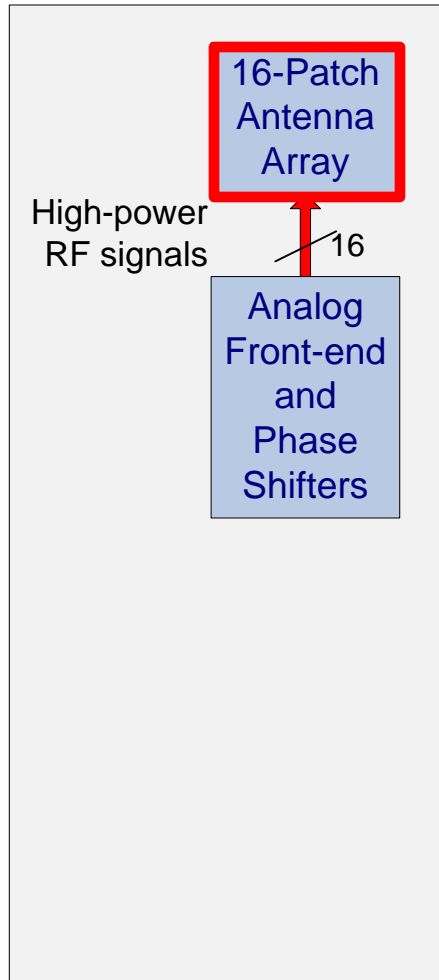 16-Patch
Antenna
Array
High-power
RF signals
16
Analog
Front-end
and
Phase
Shifters